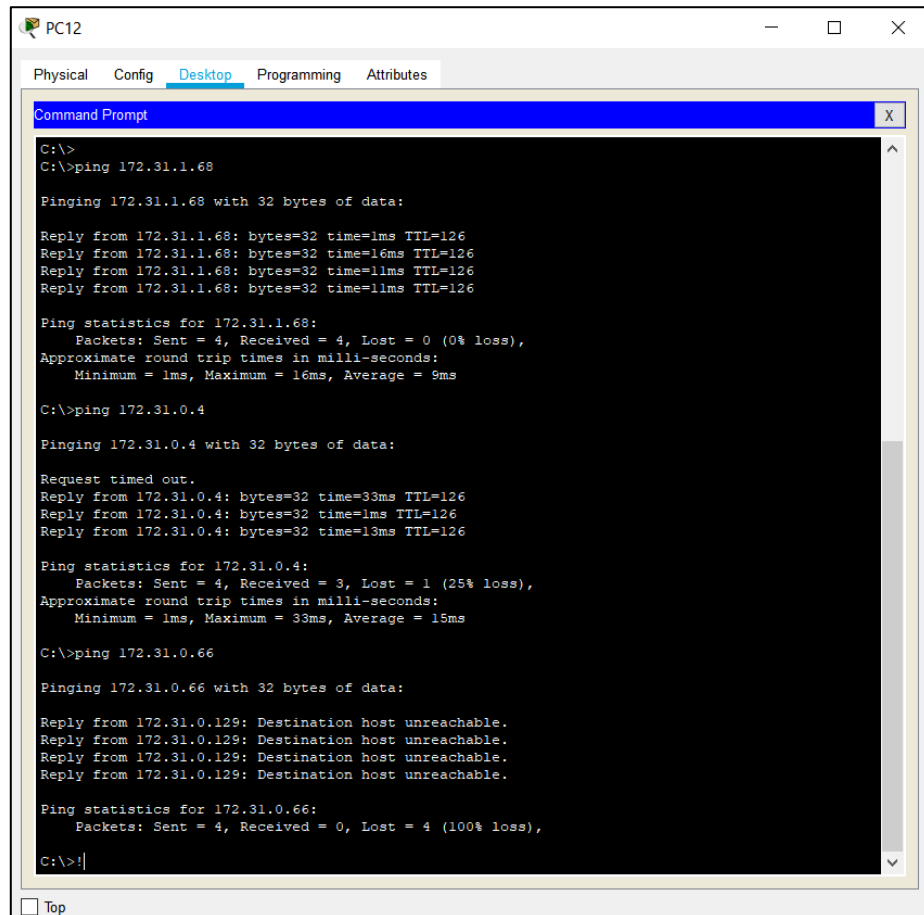 PC12
Physical Config Desktop Programming Attributes
Command Prompt X
C:\>
C:\>ping 172.31.1.68
Pinging 172.31.1.68 with 32 bytes of data:
Reply from 172.31.1.68: bytes=32 time=1ms TTL=126
Reply from 172.31.1.68: bytes=32 time=16ms TTL=126
Reply from 172.31.1.68: bytes=32 time=11ms TTL=126
Reply from 172.31.1.68: bytes=32 time=11ms TTL=126
Ping statistics for 172.31.1.68:
Packets: Sent = 4, Received = 4, Lost = 0 (0% loss),
Approximate round trip times in milli-seconds:
Minimum = 1ms, Maximum = 16ms, Average = 9ms
C:\>ping 172.31.0.4
Pinging 172.31.0.4 with 32 bytes of data:
Request timed out.
Reply from 172.31.0.4: bytes=32 time=33ms TTL=126
Reply from 172.31.0.4: bytes=32 time=1ms TTL=126
Reply from 172.31.0.4: bytes=32 time=13ms TTL=126
Ping statistics for 172.31.0.4:
Packets: Sent = 4, Received = 3, Lost = 1 (25% loss),
Approximate round trip times in milli-seconds:
Minimum = 1ms, Maximum = 33ms, Average = 15ms
C:\>ping 172.31.0.66
Pinging 172.31.0.66 with 32 bytes of data:
Reply from 172.31.0.129: Destination host unreachable.
Reply from 172.31.0.129: Destination host unreachable.
Reply from 172.31.0.129: Destination host unreachable.
Reply from 172.31.0.129: Destination host unreachable.
Ping statistics for 172.31.0.66:
Packets: Sent = 4, Received = 0, Lost = 4 (100% loss),
C:\>!
Top